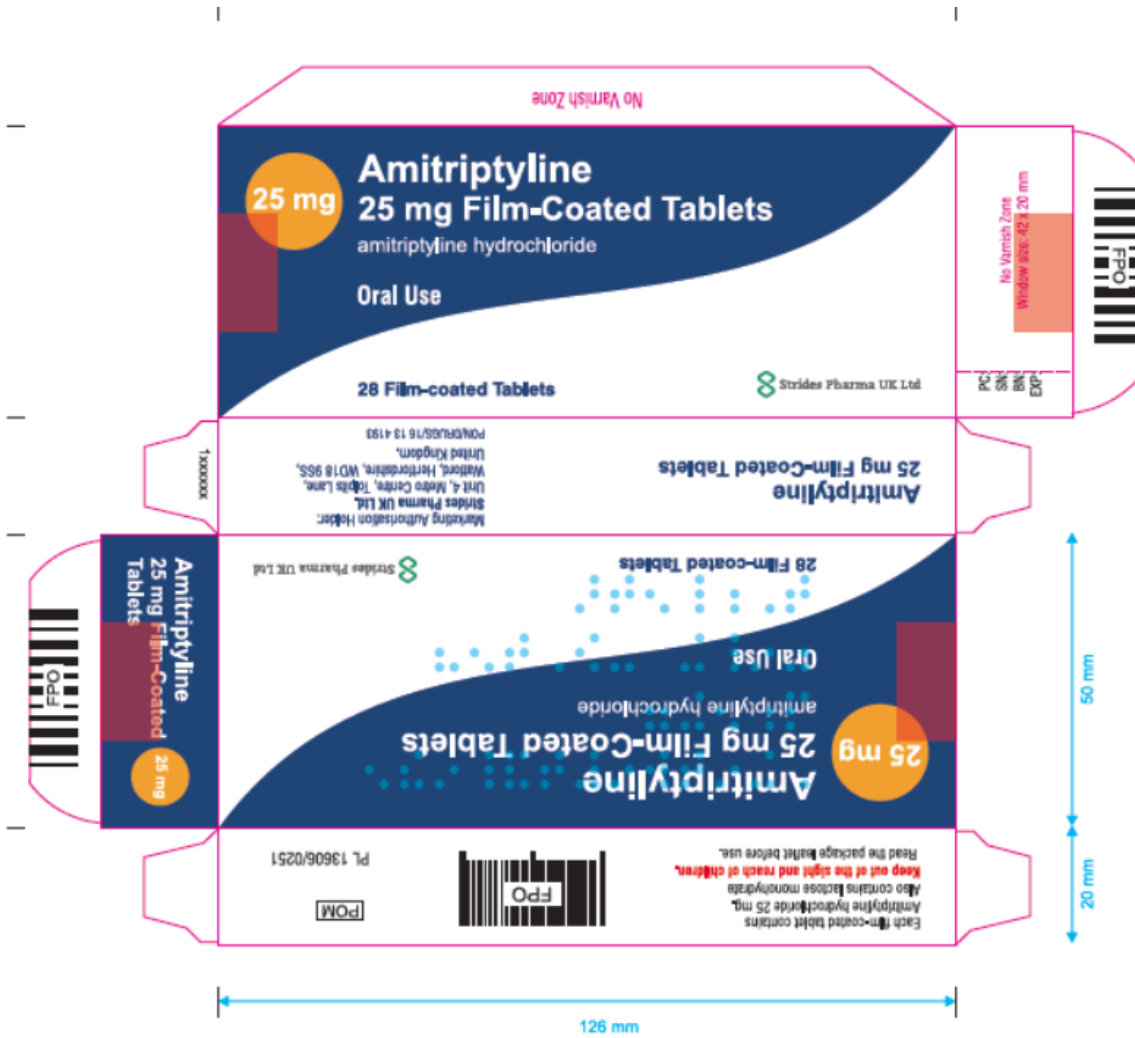 No Varnish Zone
25 mg
Amitriptyline
25 mg Film-Coated Tablets
amitriptyline hydrochloride
Oral Use
28 Film-coated Tablets
Strides Pharma UK Ltd
No Varnish Zone
Window size: 42 x 20 mm
PC:
SN:
BN:
EXP:
FPO
1xxxxxx
Amitriptyline
25 mg Film-Coated Tablets
Marketing Authorisation Holder:
Strides Pharma UK Ltd.
Unit 4, Metro Centre, Tolpits Lane,
Watford, Hertfordshire, WD18 9SS,
United Kingdom.
PON/DRUGS/16 13 4193
FPO
Amitriptyline
25 mg Film-Coated
Tablets
25 mg
25 mg
Amitriptyline
25 mg Film-Coated Tablets
amitriptyline hydrochloride
Oral Use
28 Film-coated Tablets
Strides Pharma UK Ltd
Each film-coated tablet contains
Amitriptyline hydrochloride 25 mg.
Also contains lactose monohydrate
Keep out of the sight and reach of children.
Read the package leaflet before use.
FPO
POM
PL 13606/0251
50 mm
20 mm
126 mm